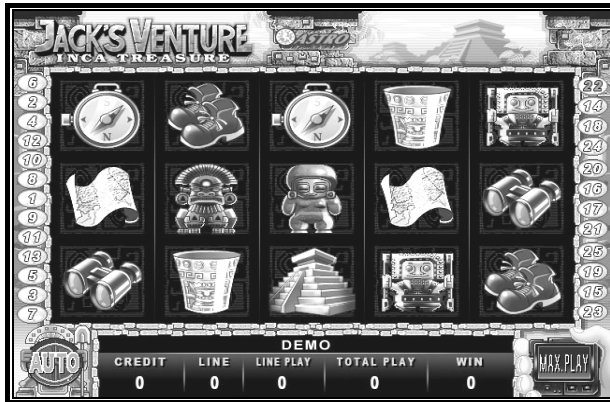 JACK'S VENTURE
INCA TREASURE
ASTRO
6
2
4
12
10
8
1
9
11
13
5
3
7
N
N
22
14
18
24
20
16
17
21
25
19
15
23
DEMO
AUTO
CREDIT LINE LINE PLAY TOTAL PLAY WIN
0 0 0 0 0
MAX.PLAY